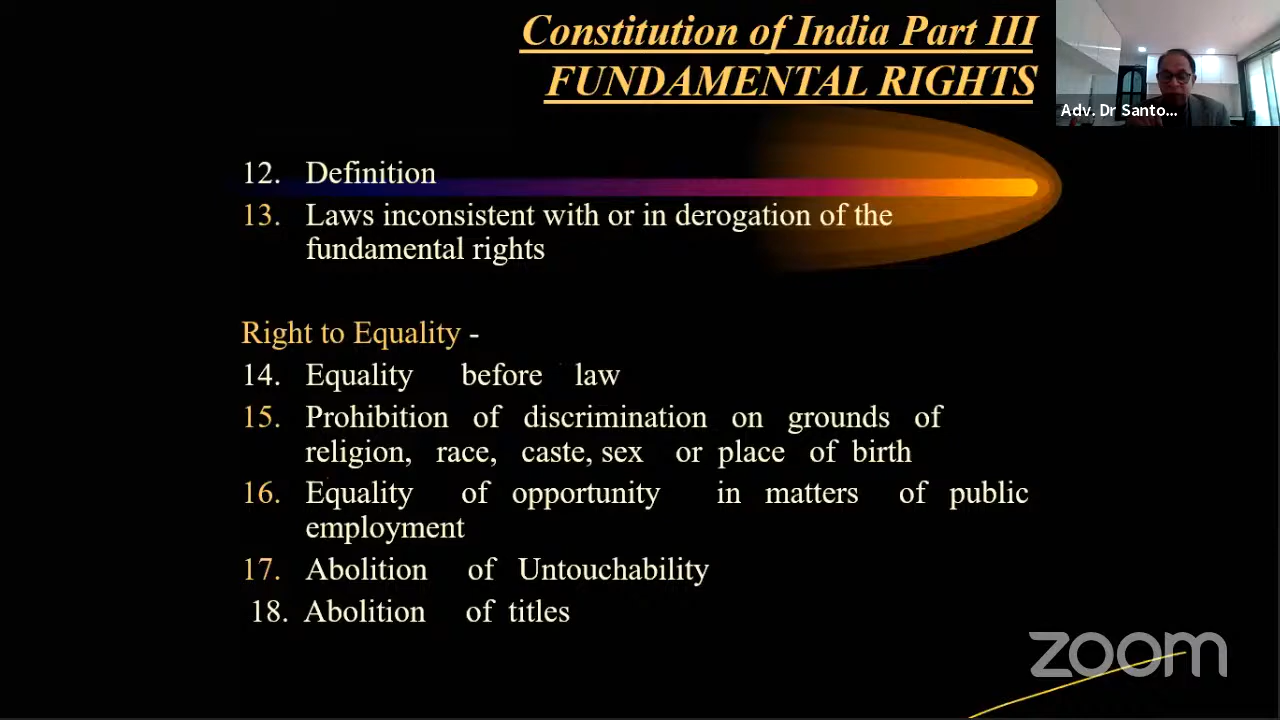 Constitution of India Part III
FUNDAMENTAL RIGHTS
Adv. Dr Santo...
12. Definition
13. Laws inconsistent with or in derogation of the
fundamental rights
Right to Equality -
14. Equality before law
15. Prohibition of discrimination on grounds of
religion, race, caste, sex or place of birth
16. Equality of opportunity in matters of public
employment
17. Abolition of Untouchability
18. Abolition of titles
zoom